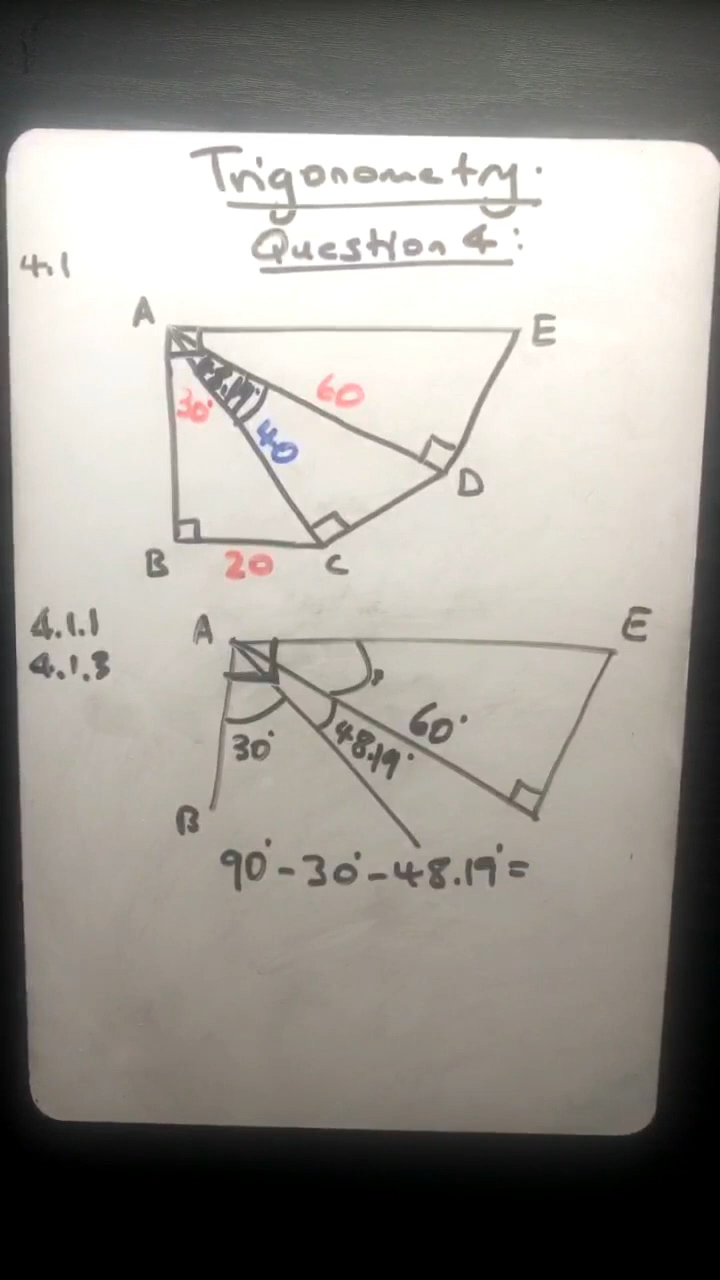 Trigonometry.
Question 4:
4.1
A
E
48.19°
60
30°
40
D
B
20
C
4.1.1
4.1.3
A
E
30°
48.19°
60°
B
90° - 30° - 48.19° =